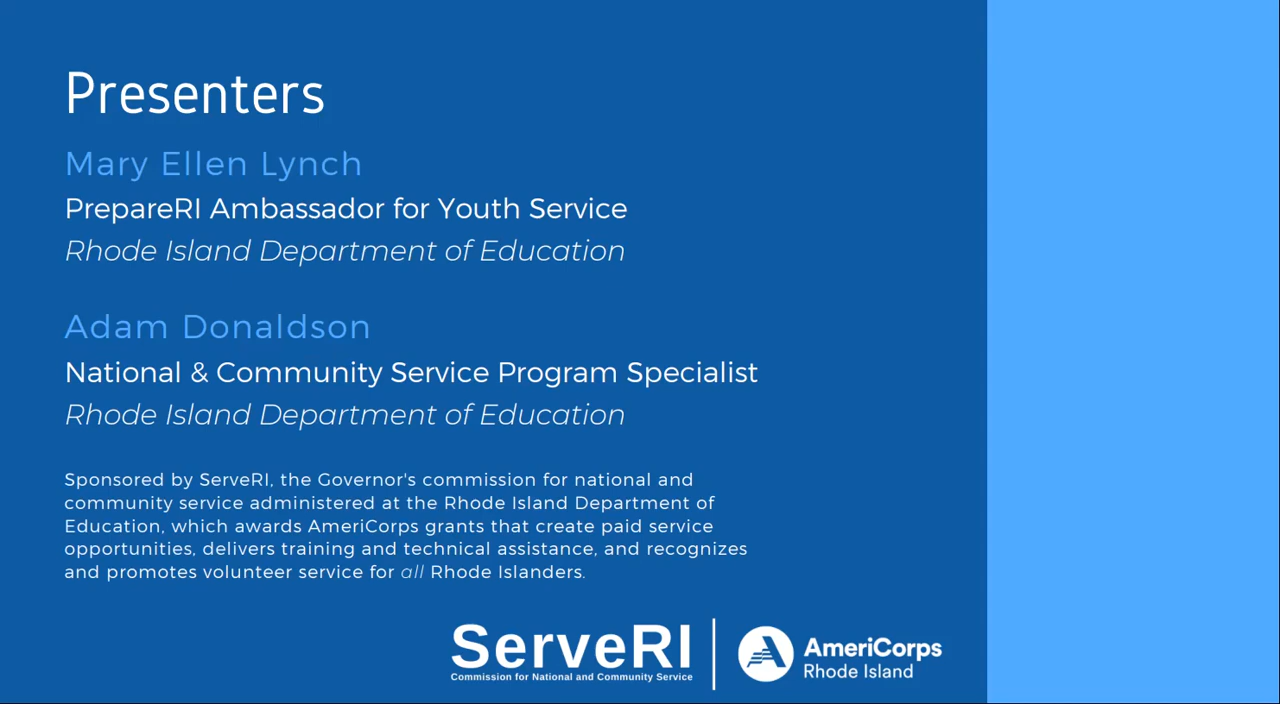 Presenters
Mary Ellen Lynch
PrepareRI Ambassador for Youth Service
Rhode Island Department of Education
Adam Donaldson
National & Community Service Program Specialist
Rhode Island Department of Education
Sponsored by ServeRI, the Governor's commission for national and
community service administered at the Rhode Island Department of
Education, which awards AmeriCorps grants that create paid service
opportunities, delivers training and technical assistance, and recognizes
and promotes volunteer service for all Rhode Islanders.
ServeRI
Commission for National and Community Service
AmeriCorps
Rhode Island